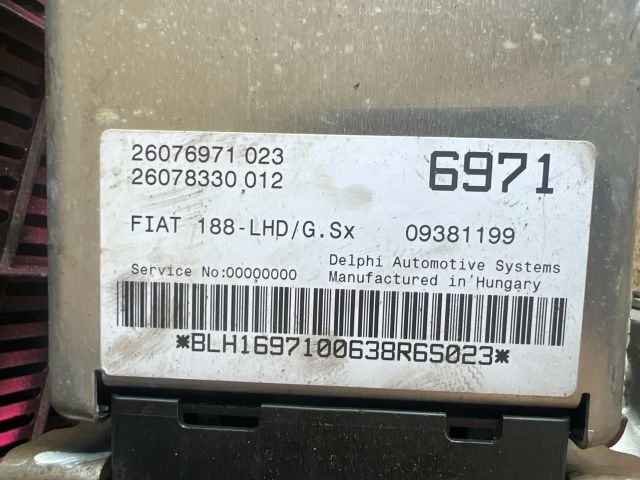 26076971 023
26078330 012
6971
FIAT 188-LHD/G.Sx 09381199
Service No:00000000
Delphi Automotive Systems
Manufactured in Hungary
*BLH1697100638R6S023*